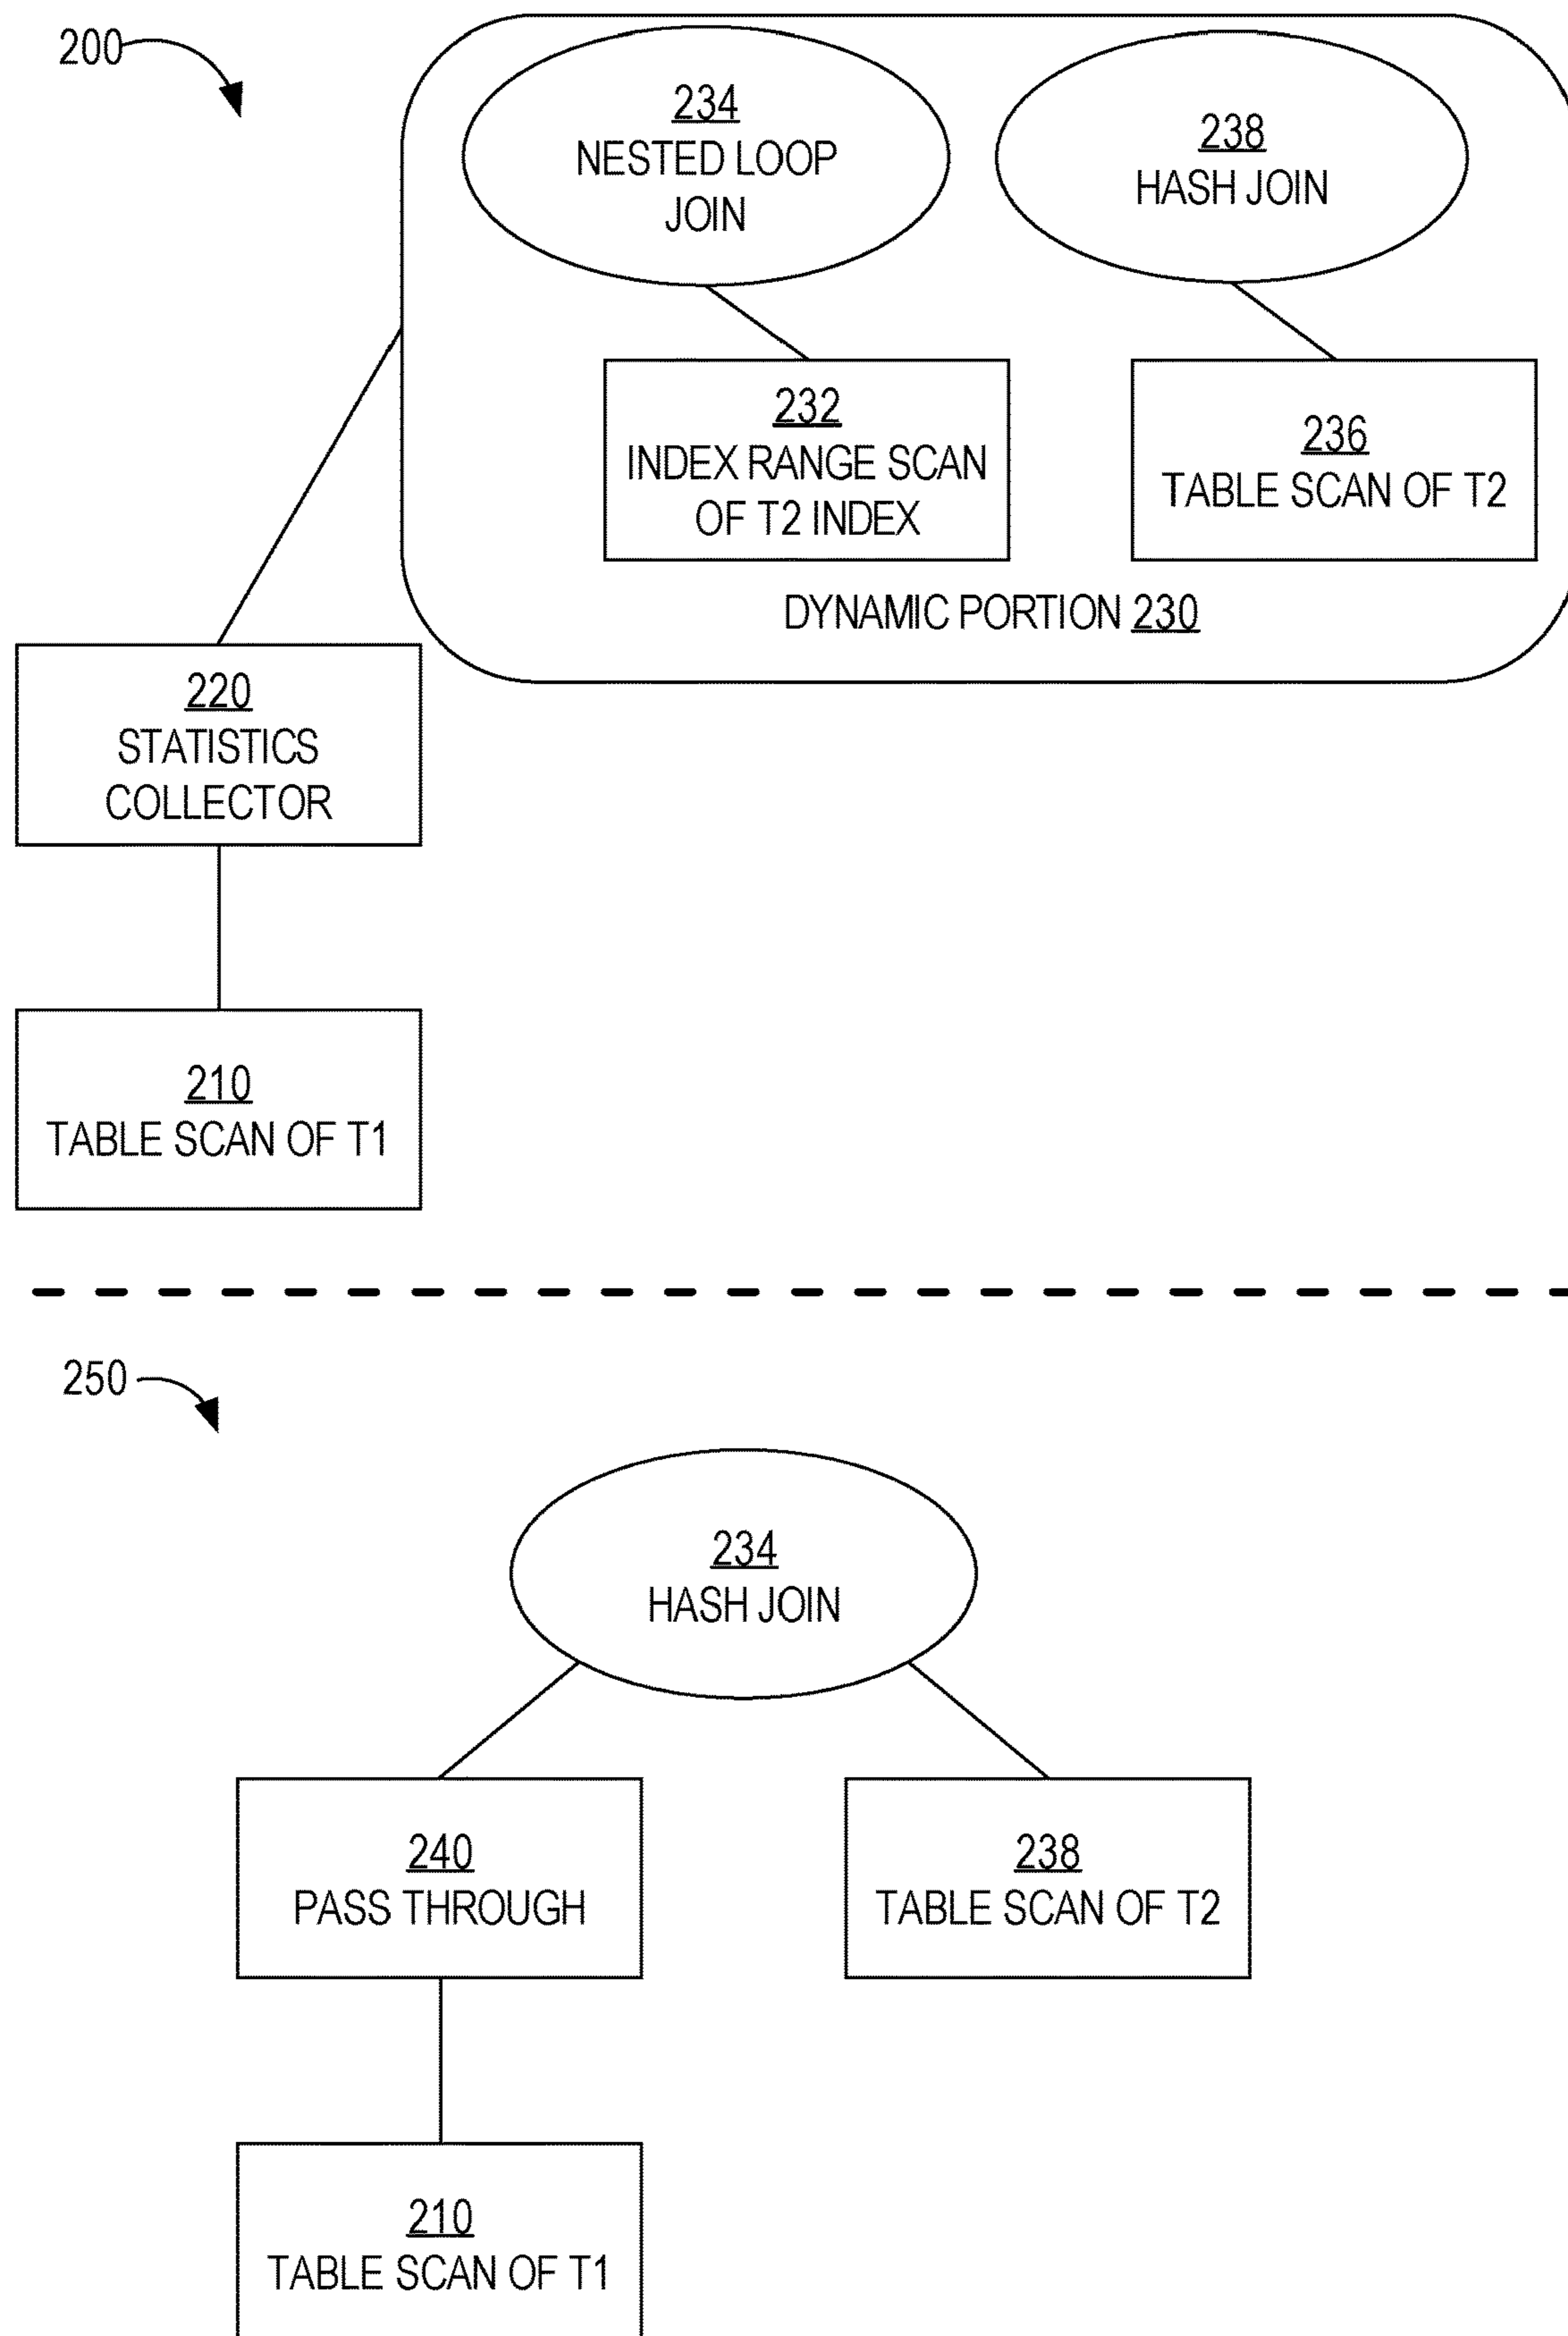 200
234
NESTED LOOP
JOIN
238
HASH JOIN
232
INDEX RANGE SCAN
OF T2 INDEX
236
TABLE SCAN OF T2
DYNAMIC PORTION 230
220
STATISTICS
COLLECTOR
210
TABLE SCAN OF T1
250
234
HASH JOIN
240
PASS THROUGH
238
TABLE SCAN OF T2
210
TABLE SCAN OF T1